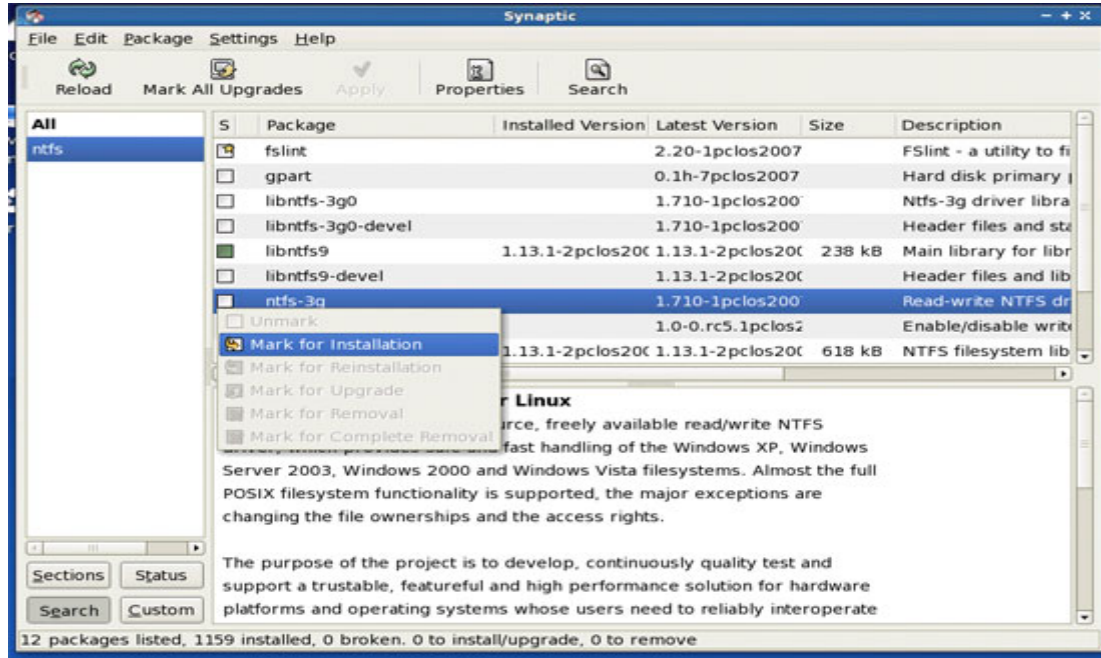 Synaptic
File Edit Package Settings Help
Reload Mark All Upgrades Apply Properties Search
All
ntfs
S Package Installed Version Latest Version Size Description
fslint 2.20-1pclos2007 FSlint - a utility to fi
gpart 0.1h-7pclos2007 Hard disk primary
libntfs-3g0 1.710-1pclos200 Ntfs-3g driver libra
libntfs-3g0-devel 1.710-1pclos200 Header files and sta
libntfs9 1.13.1-2pclos20( 1.13.1-2pclos20( 238 kB Main library for libr
libntfs9-devel 1.13.1-2pclos20( Header files and lib
ntfs-3g 1.710-1pclos200 Read-write NTFS dr
1.0-0.rc5.1pclos2 Enable/disable write
1.13.1-2pclos20( 1.13.1-2pclos20( 618 kB NTFS filesystem lib
Unmark
Mark for Installation
Mark for Reinstallation
Mark for Upgrade
Mark for Removal
Mark for Complete Removal
r Linux
urce, freely available read/write NTFS
fast handling of the Windows XP, Windows
Server 2003, Windows 2000 and Windows Vista filesystems. Almost the full
POSIX filesystem functionality is supported, the major exceptions are
changing the file ownerships and the access rights.
The purpose of the project is to develop, continuously quality test and
support a trustable, featureful and high performance solution for hardware
platforms and operating systems whose users need to reliably interoperate
Sections Status
Search Custom
12 packages listed, 1159 installed, 0 broken. 0 to install/upgrade, 0 to remove